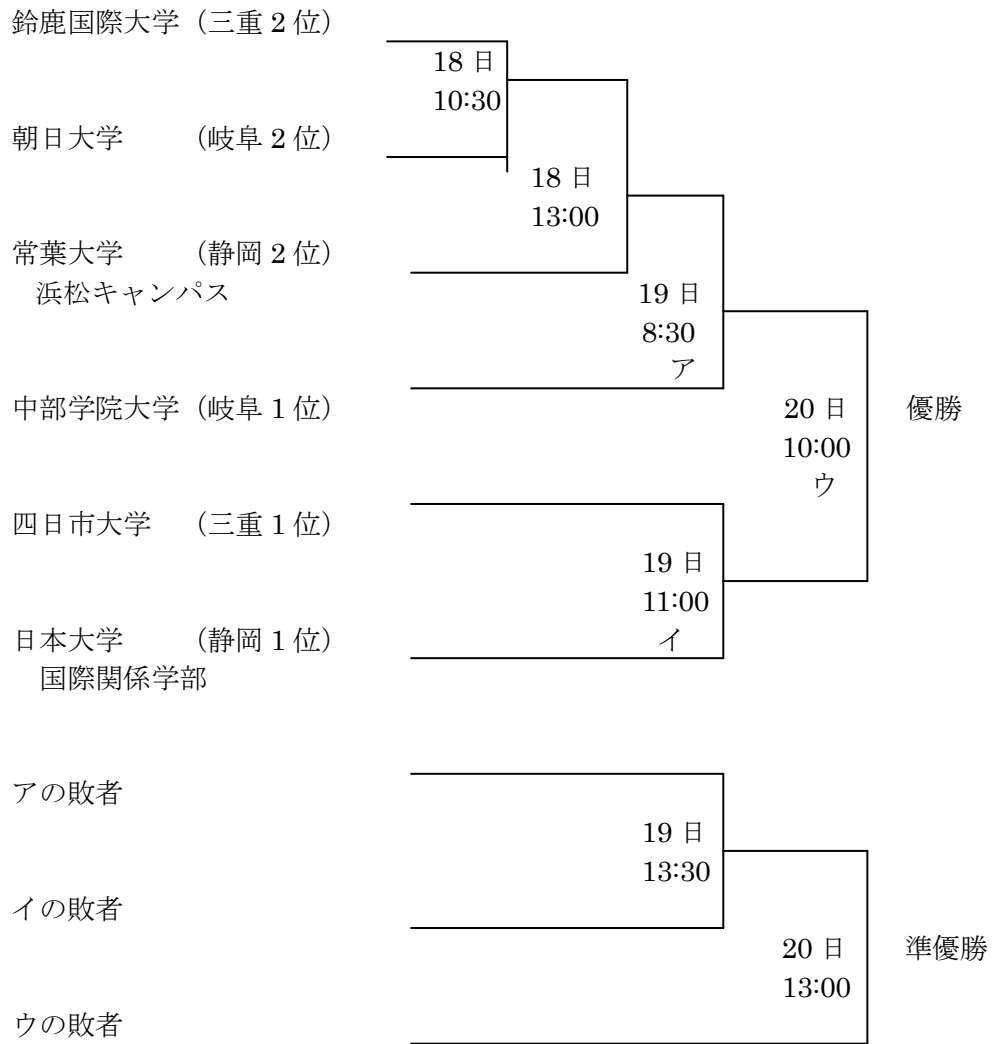 鈴鹿国際大学（三重 2 位）
18 日
10:30
朝日大学　　（岐阜 2 位）
18 日
13:00
常葉大学　　（静岡 2 位）
浜松キャンパス
19 日
8:30
ア
中部学院大学（岐阜 1 位）
20 日
10:00
ウ
優勝
四日市大学　（三重 1 位）
19 日
11:00
イ
日本大学　　（静岡 1 位）
国際関係学部
アの敗者
19 日
13:30
イの敗者
20 日
13:00
準優勝
ウの敗者